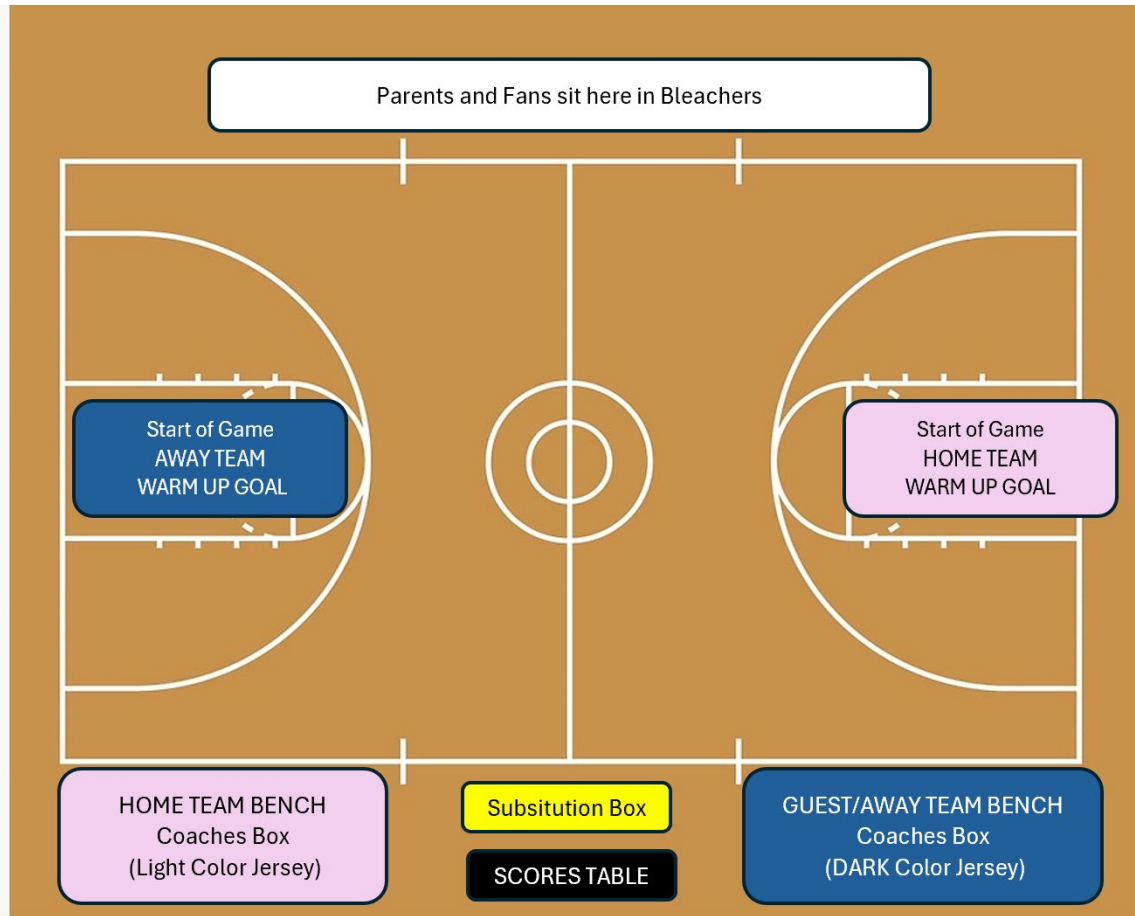 Parents and Fans sit here in Bleachers
Start of Game
AWAY TEAM
WARM UP GOAL
Start of Game
HOME TEAM
WARM UP GOAL
HOME TEAM BENCH
Coaches Box
(Light Color Jersey)
Subsitution Box
SCORES TABLE
GUEST/AWAY TEAM BENCH
Coaches Box
(DARK Color Jersey)